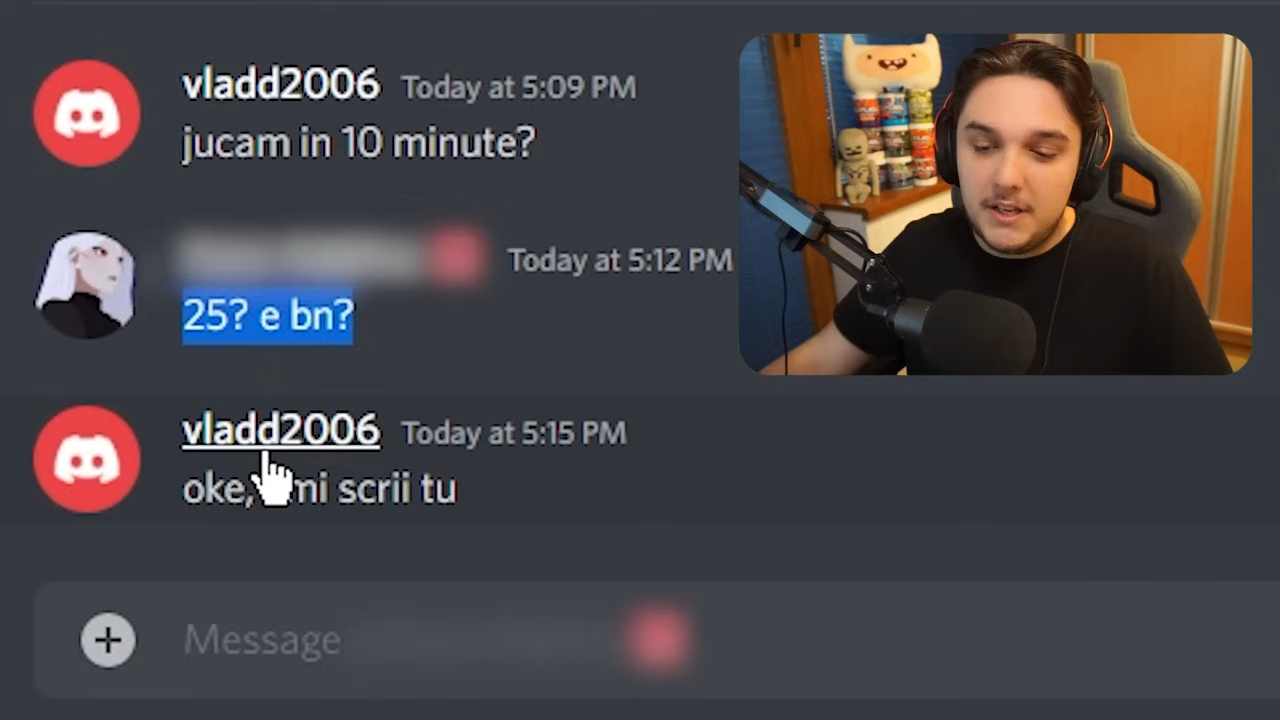 vladd2006 Today at 5:09 PM
jucam in 10 minute?
Today at 5:12 PM
25? e bn?
vladd2006 Today at 5:15 PM
oke, mi scrii tu
Message